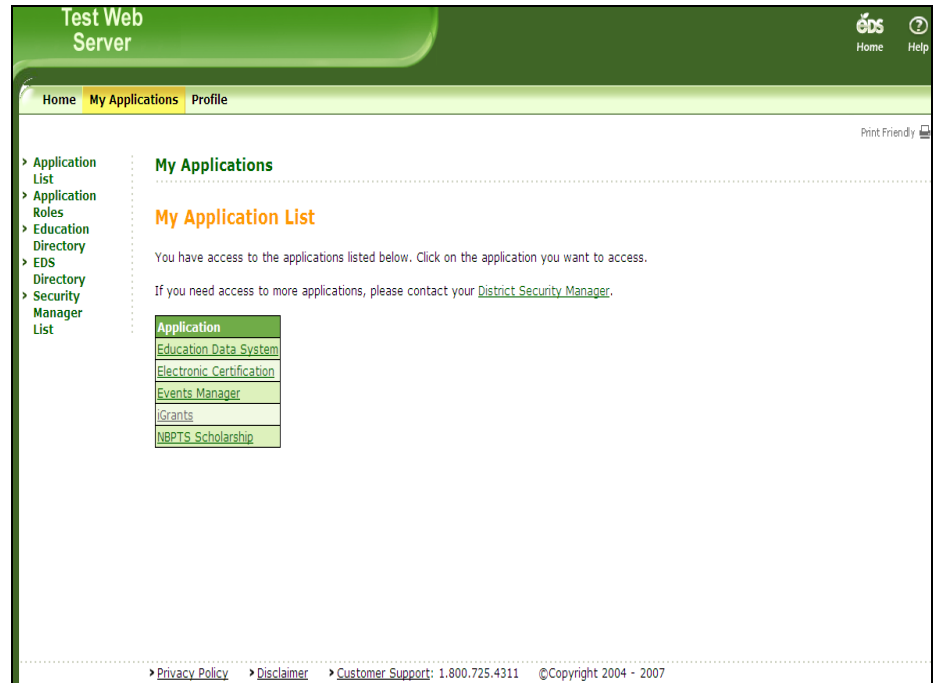 Test Web
Server
eDS
?
Home Help
Home My Applications Profile
Print Friendly
> Application
List
> Application
Roles
> Education
Directory
> EDS
Directory
> Security
Manager
List
My Applications
My Application List
You have access to the applications listed below. Click on the application you want to access.
If you need access to more applications, please contact your District Security Manager.
Application
Education Data System
Electronic Certification
Events Manager
iGrants
NBPTS Scholarship
> Privacy Policy > Disclaimer > Customer Support: 1.800.725.4311 ©Copyright 2004 - 2007